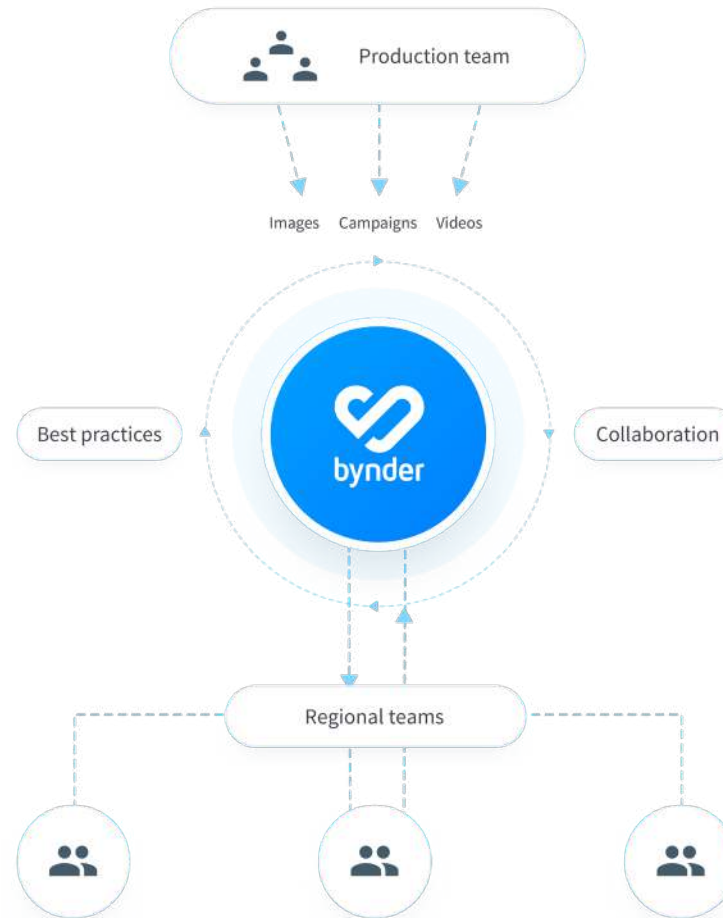 Production team
Images Campaigns Videos
Best practices
Collaboration
bynder
Regional teams